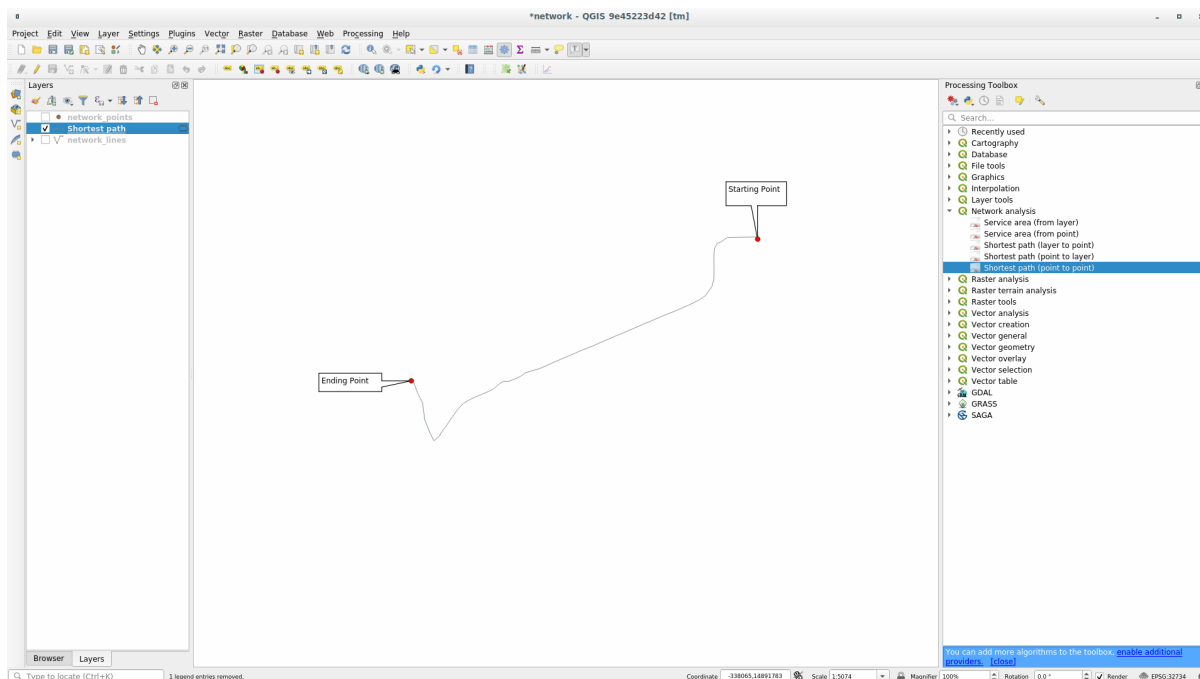 *network - QGIS 9e45223d42 [tm]
Project Edit View Layer Settings Plugins Vector Raster Database Web Processing Help
Layers
network_points
Shortest path
network_lines
Browser Layers
Starting Point
Ending Point
Processing Toolbox
Search...
Recently used
Cartography
Database
File tools
Graphics
Interpolation
Layer tools
Network analysis
Service area (from layer)
Service area (from point)
Shortest path (layer to point)
Shortest path (point to layer)
Shortest path (point to point)
Raster analysis
Raster terrain analysis
Raster tools
Vector analysis
Vector creation
Vector general
Vector geometry
Vector overlay
Vector selection
Vector table
GDAL
GRASS
SAGA
You can add more algorithms to the toolbox, enable additional
providers. [close]
Type to locate (Ctrl+K) 1 legend entries removed. Coordinate -338065,14891783 Scale 1:5074 Magnifier 100% Rotation 0.0 ° Render EPSG:32734